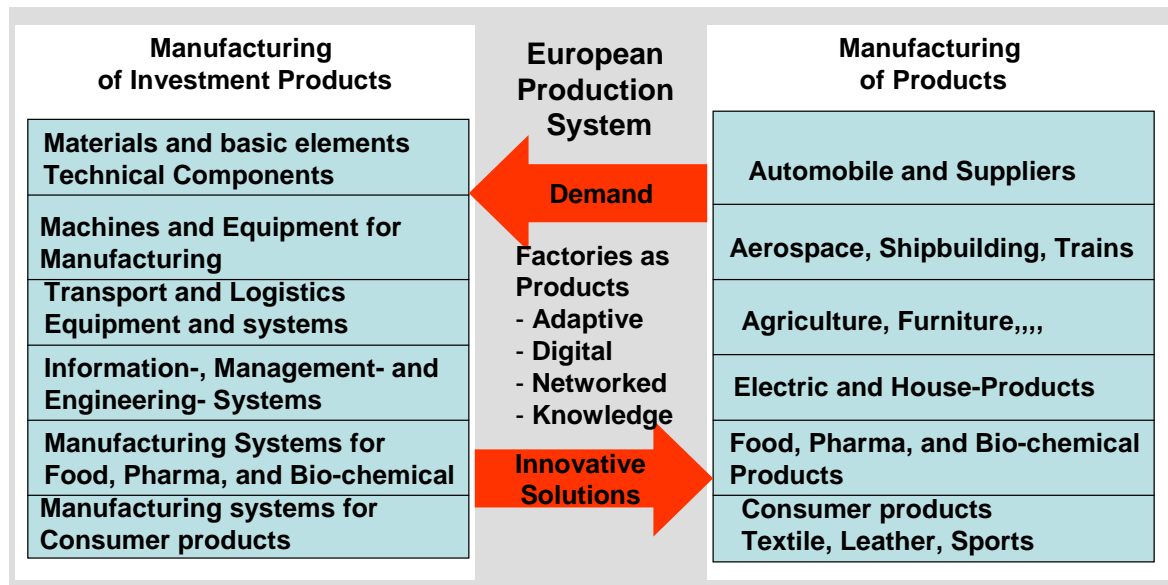 Manufacturing
of Investment Products
Materials and basic elements
Technical Components
Machines and Equipment for
Manufacturing
Transport and Logistics
Equipment and systems
Information-, Management- and
Engineering- Systems
Manufacturing Systems for
Food, Pharma, and Bio-chemical
Manufacturing systems for
Consumer products
European
Production
System
Demand
Factories as
Products
- Adaptive
- Digital
- Networked
- Knowledge
Innovative
Solutions
Manufacturing
of Products
Automobile and Suppliers
Aerospace, Shipbuilding, Trains
Agriculture, Furniture,,,,
Electric and House-Products
Food, Pharma, and Bio-chemical
Products
Consumer products
Textile, Leather, Sports